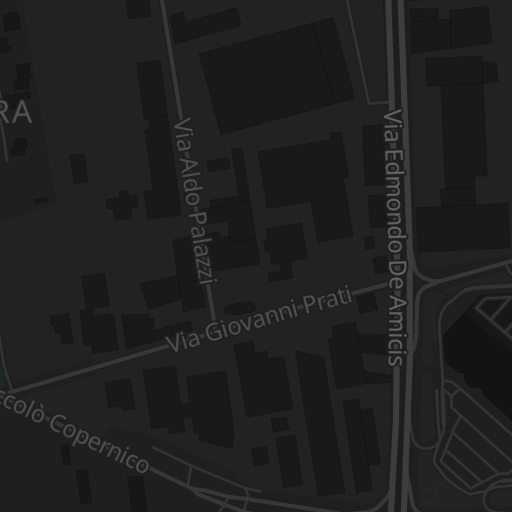 RA
Via Aldo Palazzi
Via Edmondo De Amicis
Via Giovanni Prati
ccolò Copernico